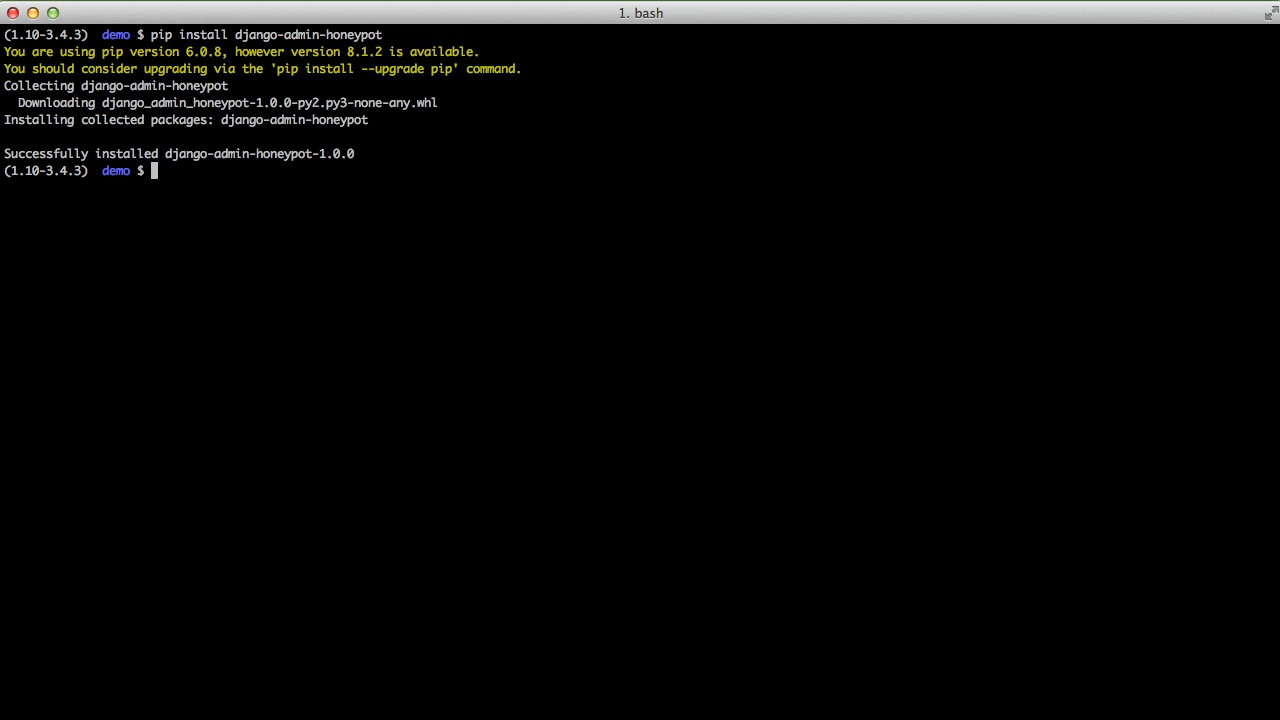 1. bash
(1.10-3.4.3)  demo $ pip install django-admin-honeypot
You are using pip version 6.0.8, however version 8.1.2 is available.
You should consider upgrading via the 'pip install --upgrade pip' command.
Collecting django-admin-honeypot
  Downloading django_admin_honeypot-1.0.0-py2.py3-none-any.whl
Installing collected packages: django-admin-honeypot
Successfully installed django-admin-honeypot-1.0.0
(1.10-3.4.3)  demo $